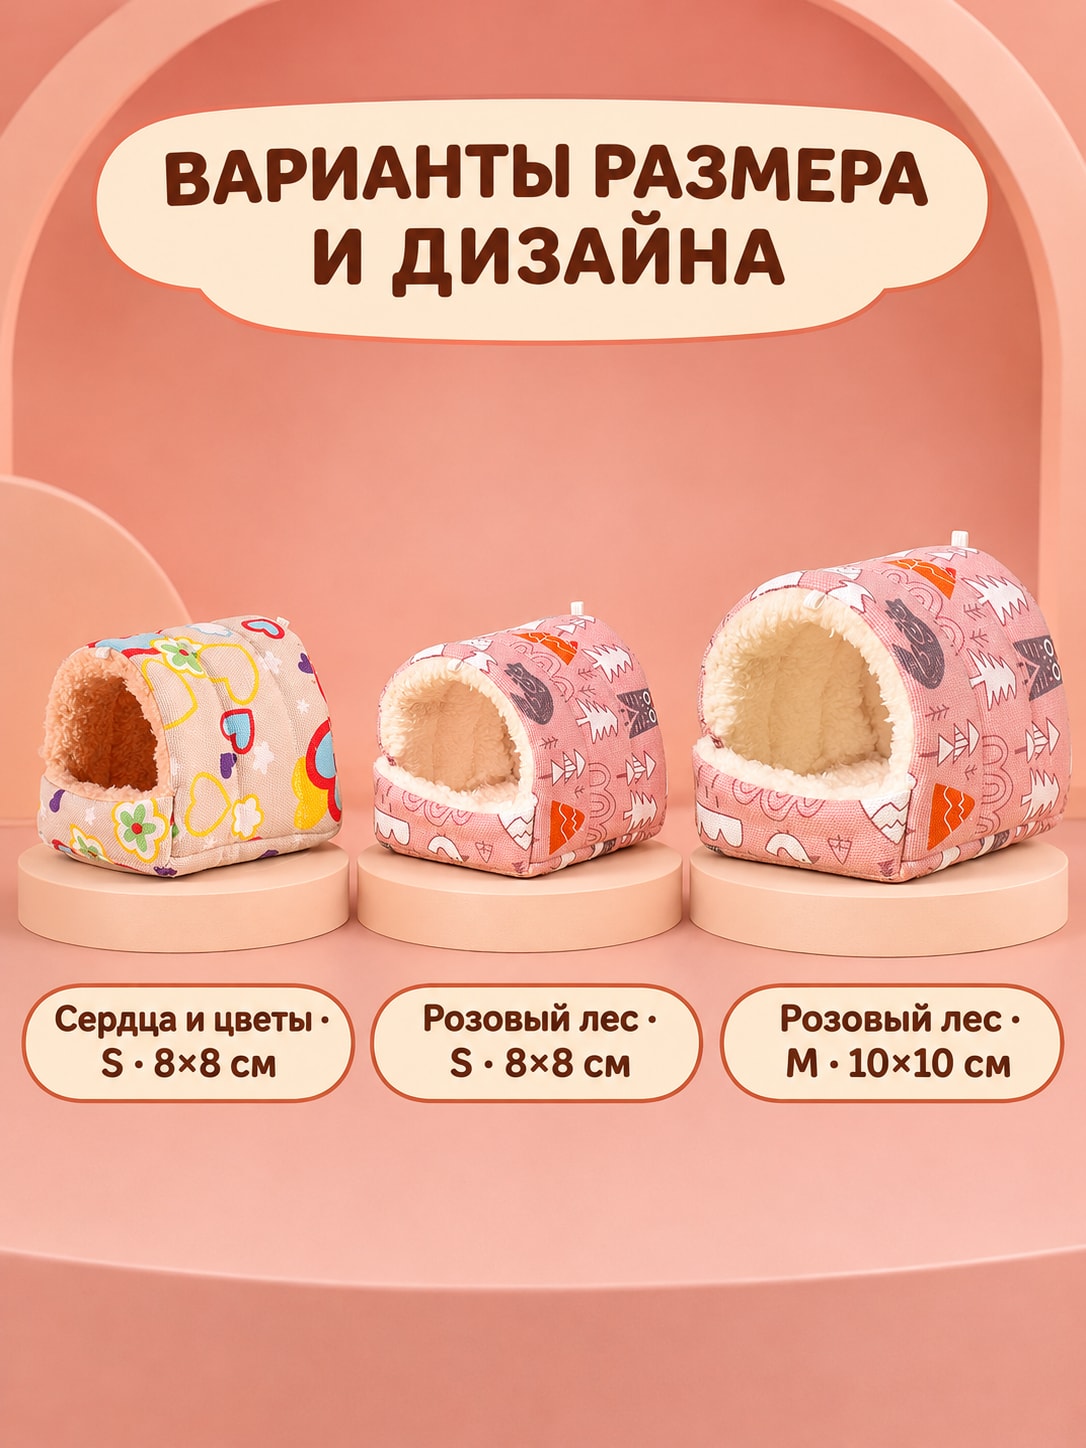 ВАРИАНТЫ РАЗМЕРА
И ДИЗАЙНА
Сердца и цветы ·
S · 8×8 см
Розовый лес ·
S · 8×8 см
Розовый лес ·
M · 10×10 см